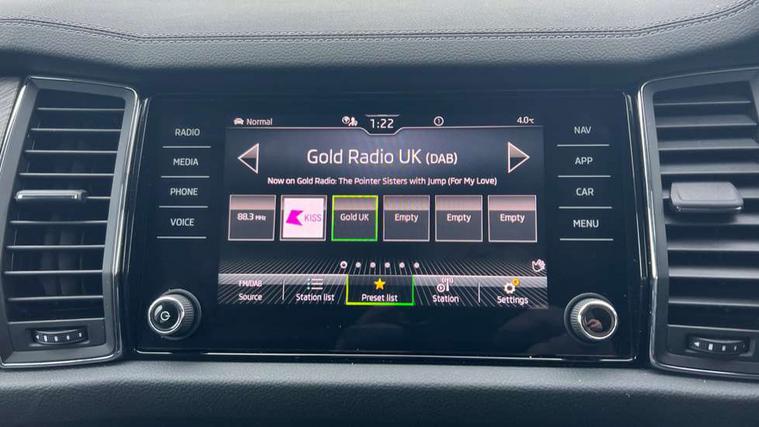 RADIO
MEDIA
PHONE
VOICE
Normal
1:22
4.0°C
Gold Radio UK (DAB)
Now on Gold Radio: The Pointer Sisters with Jump (For My Love)
88.3 MHz
KISS
Gold UK
Empty
Empty
Empty
FM/DAB
Source
Station list
Preset list
Station
Settings
NAV
APP
CAR
MENU